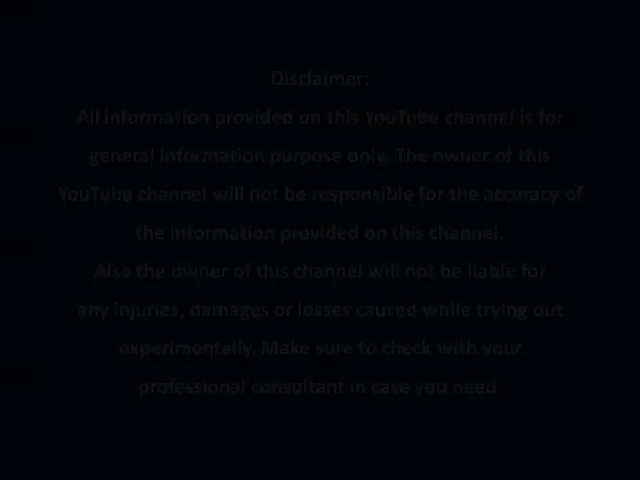 Disclaimer:
All information provided on this YouTube channel is for
general information purpose only. The owner of this
YouTube channel will not be responsible for the accuracy of
the information provided on this channel.
Also the owner of this channel will not be liable for
any injuries, damages or losses caused while trying out
experimentally. Make sure to check with your
professional consultant in case you need.